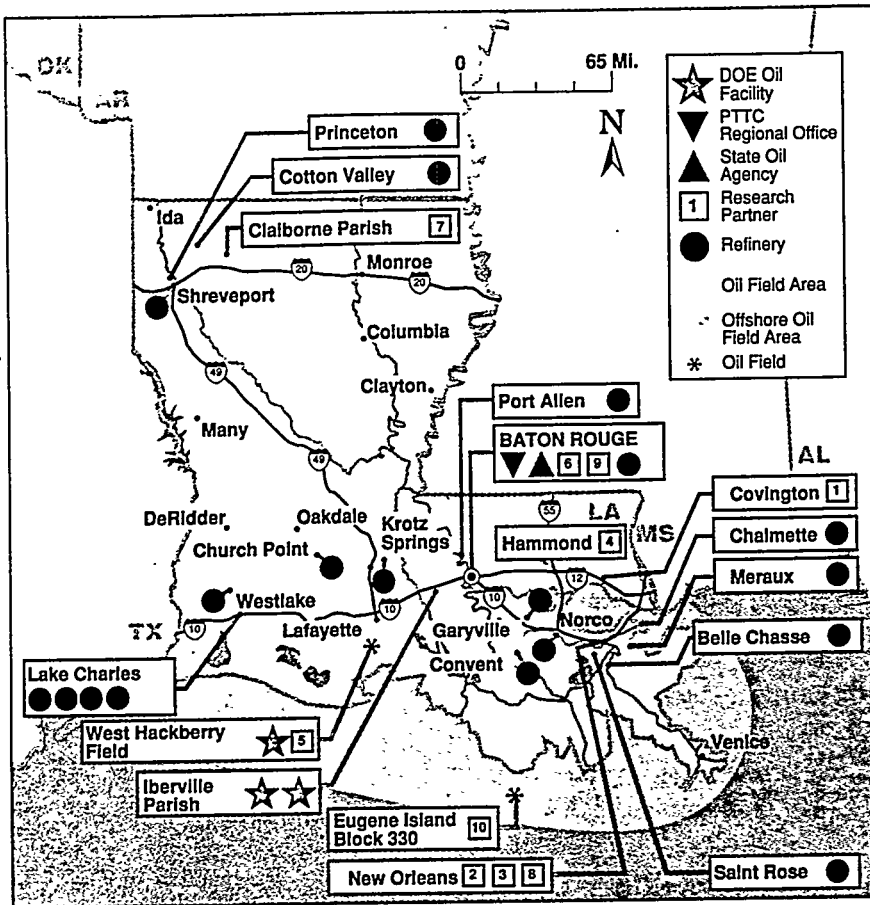 OK
AR
0 65 Mi.
N
DOE Oil
Facility
PTTC
Regional Office
State Oil
Agency
1 Research
Partner
Refinery
Oil Field Area
Offshore Oil
Field Area
* Oil Field
Princeton
Cotton Valley
Ida
Claiborne Parish 7
20
Monroe
20
Shreveport
Columbia
49
Clayton
Port Allen
Many
BATON ROUGE
6 9
AL
49
Covington 1
DeRidder
Oakdale
Krotz
Springs
55
LA
MS
Chalmette
Church Point
Hammond 4
Meraux
12
Westlake
10
10
Norco
TX
10
Lafayette
Garyville
Belle Chasse
Convent
Lake Charles
West Hackberry
Field 5
Venice
Iberville
Parish
Eugene Island
Block 330 10
New Orleans 2 3 8
Saint Rose